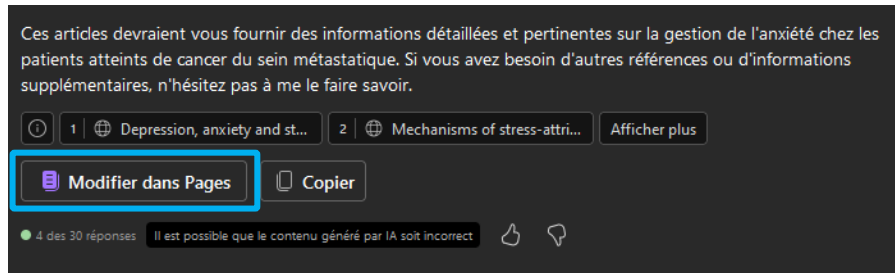 Ces articles devraient vous fournir des informations détaillées et pertinentes sur la gestion de l'anxiété chez les
patients atteints de cancer du sein métastatique. Si vous avez besoin d'autres références ou d'informations
supplémentaires, n'hésitez pas à me le faire savoir.
1 Depression, anxiety and st... 2 Mechanisms of stress-attri... Afficher plus
Modifier dans Pages Copier
4 des 30 réponses Il est possible que le contenu généré par IA soit incorrect